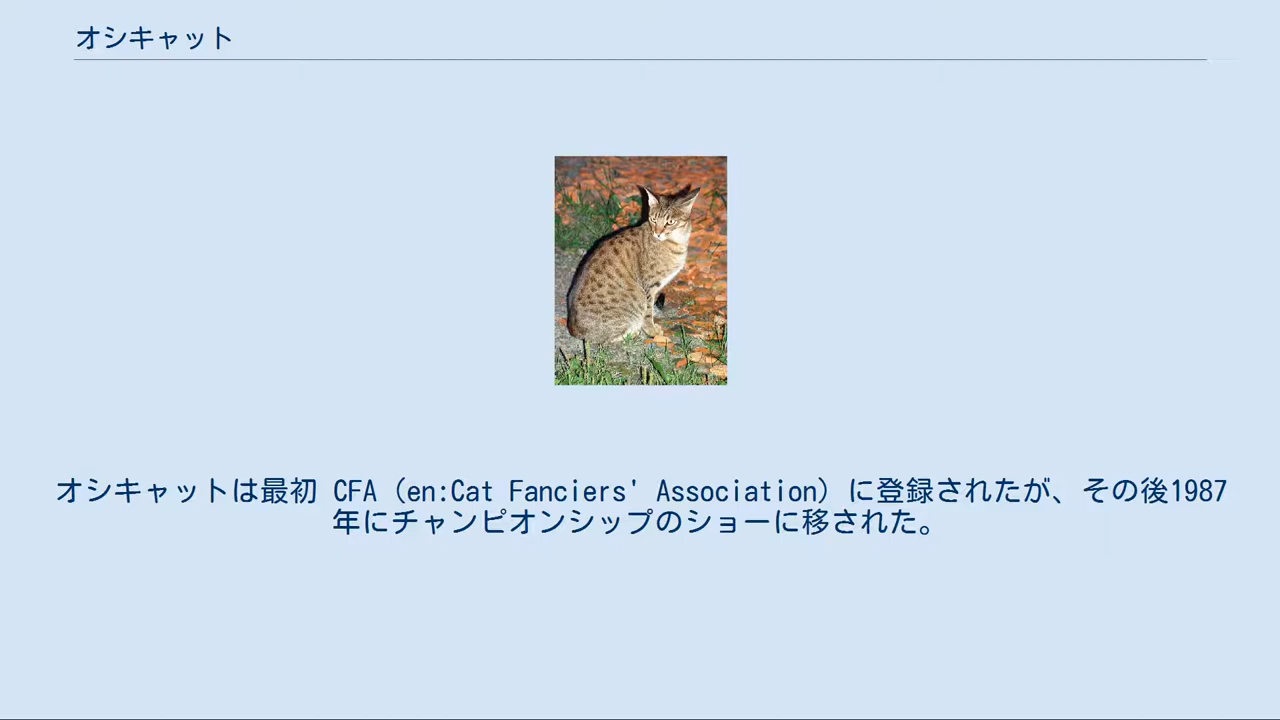 オシキャット
オシキャットは最初 CFA (en:Cat Fanciers' Association) に登録されたが、その後1987
年にチャンピオンシップのショーに移された。